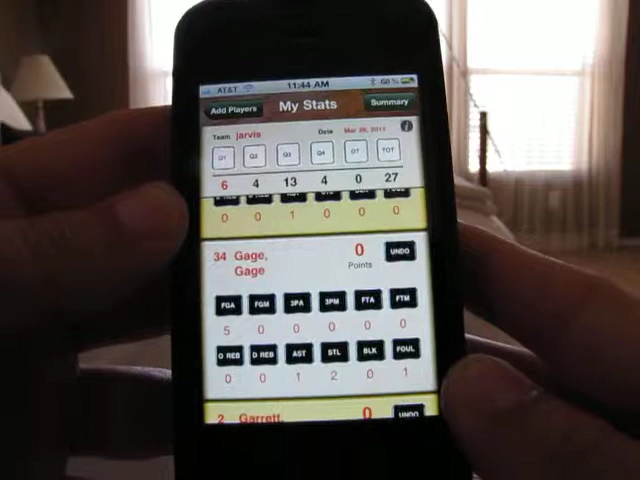 AT&T 11:44 AM 68%
Add Players My Stats Summary
Team jarvis Date Mar 29, 2011 i
Q1 Q2 Q3 Q4 OT TOT
6 4 13 4 0 27
0 0 1 0 0 0
34 Gage, 0 UNDO
Gage Points
FGA FGM 3PA 3PM FTA FTM
5 0 0 0 0 0
O REB D REB AST STL BLK FOUL
0 0 1 2 0 1
2 Garrett, 0 UNDO